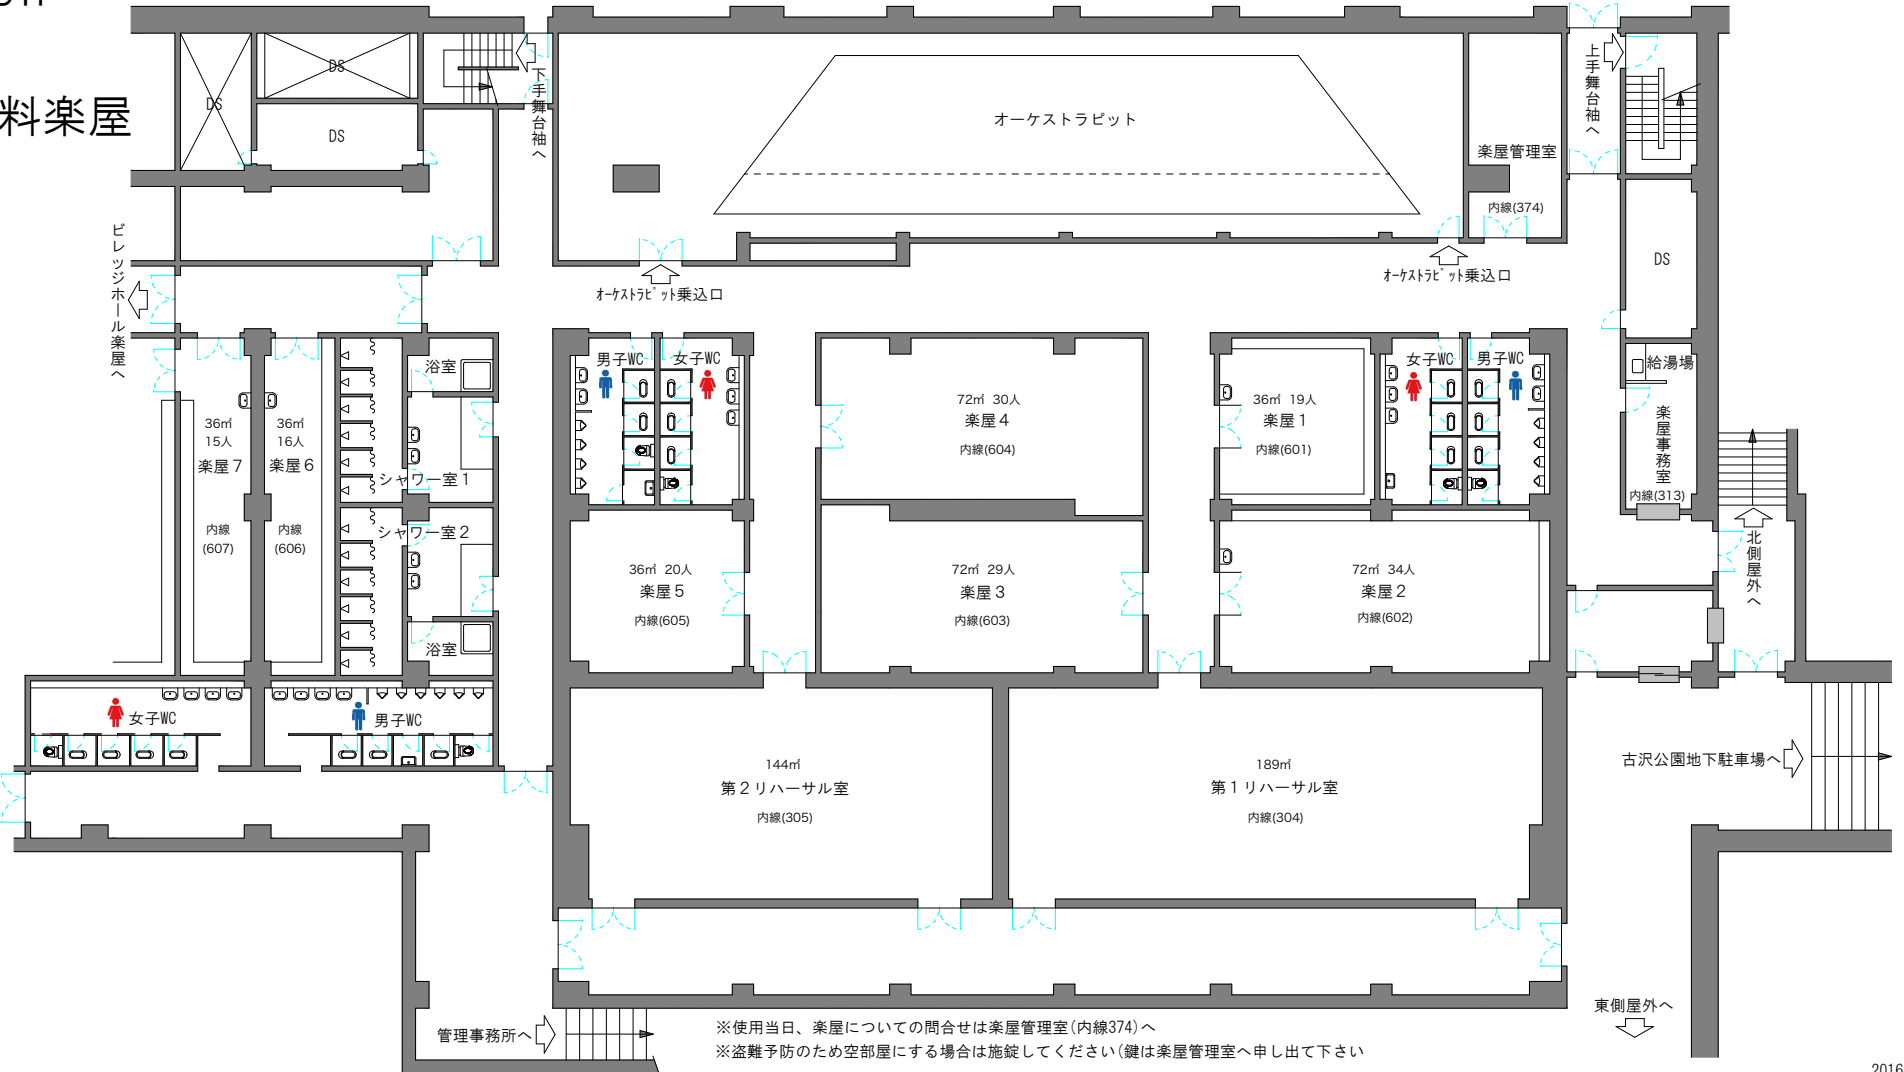 料楽屋
DS
DS
DS
下手舞台袖へ
オーケストラピット
楽屋管理室
内線(374)
上手舞台袖へ
DS
ビレッジホール楽屋へ
オーケストラピット乗込口
オーケストラピット乗込口
36㎡
15人
楽屋7
内線
(607)
36㎡
16人
楽屋6
内線
(606)
浴室
シャワー室1
シャワー室2
浴室
男子WC
女子WC
72㎡ 30人
楽屋4
内線(604)
36㎡ 19人
楽屋1
内線(601)
女子WC
男子WC
給湯場
楽屋事務室
内線(313)
36㎡ 20人
楽屋5
内線(605)
72㎡ 29人
楽屋3
内線(603)
72㎡ 34人
楽屋2
内線(602)
北側屋外へ
女子WC
男子WC
144㎡
第2リハーサル室
内線(305)
189㎡
第1リハーサル室
内線(304)
古沢公園地下駐車場へ
東側屋外へ
管理事務所へ
※使用当日、楽屋についての問合せは楽屋管理室(内線374)へ
※盗難予防のため空部屋にする場合は施錠してください(鍵は楽屋管理室へ申し出て下さい
2016